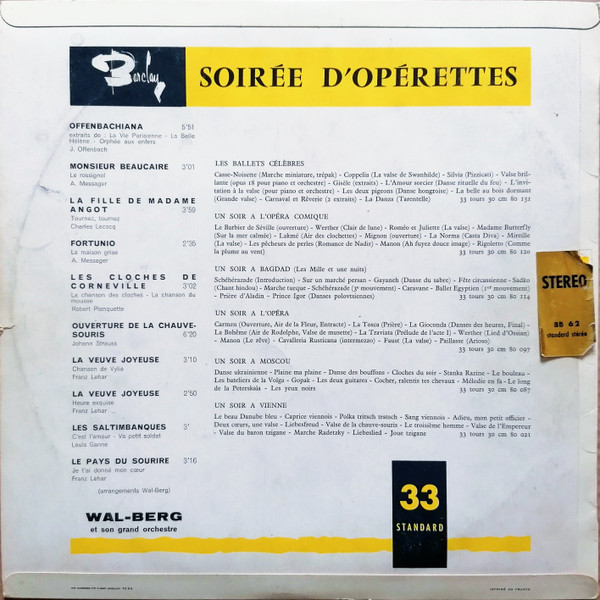 Barclay
SOIRÉE D'OPÉRETTES
OFFENBACHIANA 5'51
extraits de : La Vie Parisienne - La Belle
Hélène - Orphée aux enfers
J. Offenbach
MONSIEUR BEAUCAIRE 3'01
Le rossignol
A. Messager
LA FILLE DE MADAME
ANGOT 3'59
Tournez, tournez
Charles Lecocq
FORTUNIO 2'35
La maison grise
A. Messager
LES CLOCHES DE
CORNEVILLE 3'02
La chanson des cloches - La chanson du
mousse
Robert Planquette
OUVERTURE DE LA CHAUVE-
SOURIS 6'20
Johann Strauss
LA VEUVE JOYEUSE 3'10
Chanson de Vylia
Franz Lehar
LA VEUVE JOYEUSE 2'50
Heure exquise
Franz Lehar
LES SALTIMBANQUES 3'
C'est l'amour - Va petit soldat
Louis Ganne
LE PAYS DU SOURIRE 3'16
Je t'ai donné mon cœur
Franz Lehar
(arrangements Wal-Berg)
WAL-BERG
et son grand orchestre
LES BALLETS CÉLÈBRES
Casse-Noisette (Marche miniature, trépak) - Coppelia (La valse de Swanhilde) - Silvia (Pizzicati) - Valse bril-
lante (opus 18 pour piano et orchestre) - Gisèle (extraits) - L'Amour sorcier (Danse rituelle du feu) - L'invi-
tation à la valse (pour piano et orchestre) - Les deux pigeons (Danse hongroise) - La belle au bois dormant
(Grande valse) - Carnaval et Rêverie (2 extraits) - La Danza (Tarentelle) 33 tours 30 cm 80 131
UN SOIR A L'OPÉRA COMIQUE
Le Barbier de Séville (ouverture) - Werther (Clair de lune) - Roméo et Juliette (La valse) - Madame Butterfly
(Sur la mer calmée) - Lakmé (Air des clochettes) - Mignon (ouverture) - La Norma (Casta Diva) - Mireille
(La valse) - Les pêcheurs de perles (Romance de Nadir) - Manon (Ah fuyez douce image) - Rigoletto (Comme
la plume au vent) 33 tours 30 cm 80 120
UN SOIR A BAGDAD (Les Mille et une nuits)
Schéhérazade (Introduction) - Sur un marché persan - Gayaneh (Danse du sabre) - Fête circassienne - Sadko
(Chant hindou) - Marche turque - Schéhérazade (3e mouvement) - Caravane - Ballet Egyptien (1er mouvement)
- Prière d'Aladin - Prince Igor (Danses polovtsiennes) 33 tours 30 cm 80 114
UN SOIR A L'OPÉRA
Carmen (Ouverture, Air de la Fleur, Entracte) - La Tosca (Prière) - La Gioconda (Danses des heures, Final) -
La Bohème (Air de Rodolphe, Valse de musette) - La Traviata (Prélude de l'acte I) - Werther (Lied d'Ossian)
- Manon (Le rêve) - Cavalleria Rusticana (intermezzo) - Faust (La valse) - Paillasse (Arioso)
33 tours 30 cm 80 097
UN SOIR A MOSCOU
Danse ukrainienne - Plaine ma plaine - Danse des bouffons - Cloches du soir - Stenka Razine - Le bouleau -
Les bateliers de la Volga - Gopak - Les deux guitares - Cocher, ralentis tes chevaux - Mélodie en fa - Le long
de la Peterskaia - Les yeux noirs 33 tours 30 cm 80 087
UN SOIR A VIENNE
Le beau Danube bleu - Caprice viennois - Polka tritsch tratsch - Sang viennois - Adieu, mon petit officier -
Deux cœurs, une valse - Liebesfreud - Valse de la chauve-souris - Le troisième homme - Valse de l'Empereur -
Valse du baron tzigane - Marche Radetzky - Liebeslied - Joue tzigane 33 tours 30 cm 80 021
STEREO
BB 62
standard stéréo
33
STANDARD
IMPRIMÉ EN FRANCE